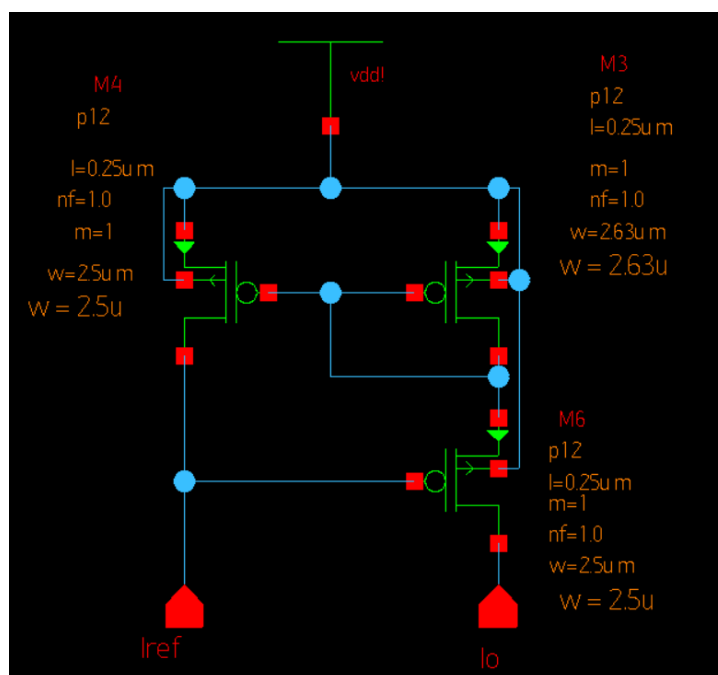 vdd!
M4
p12
l=0.25u m
nf=1.0
m=1
w=2.5u m
w = 2.5u
M3
p12
l=0.25u m
m=1
nf=1.0
w=2.63u m
w = 2.63u
M6
p12
l=0.25u m
m=1
nf=1.0
w=2.5u m
w = 2.5u
Iref
Io